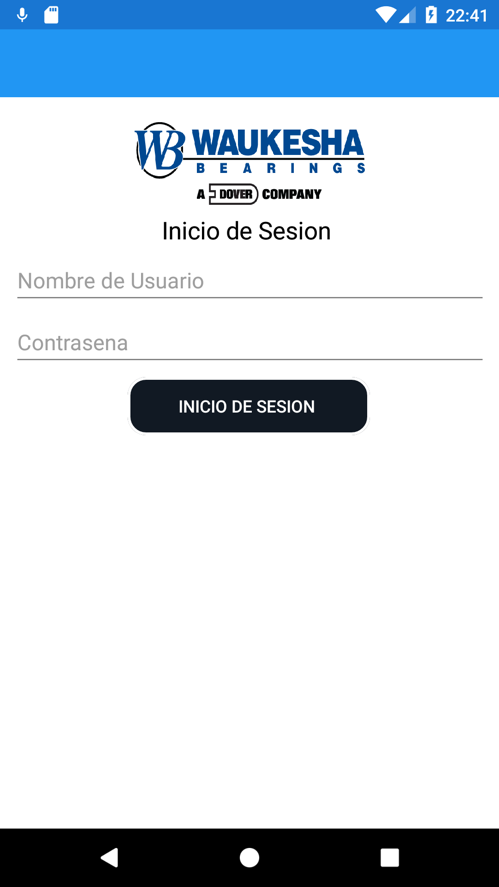 22:41
WB WAUKESHA
BEARINGS
A DOVER COMPANY
Inicio de Sesion
Nombre de Usuario
Contrasena
INICIO DE SESION